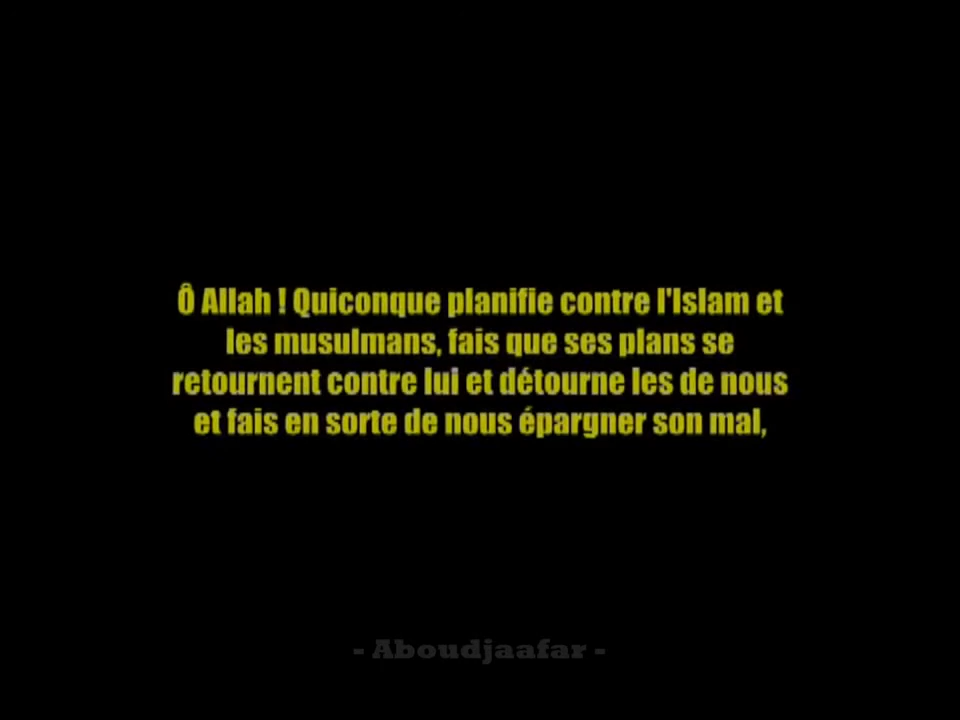 Ô Allah ! Quiconque planifie contre l'Islam et
les musulmans, fais que ses plans se
retournent contre lui et détourne les de nous
et fais en sorte de nous épargner son mal,
- Aboudjaafar -